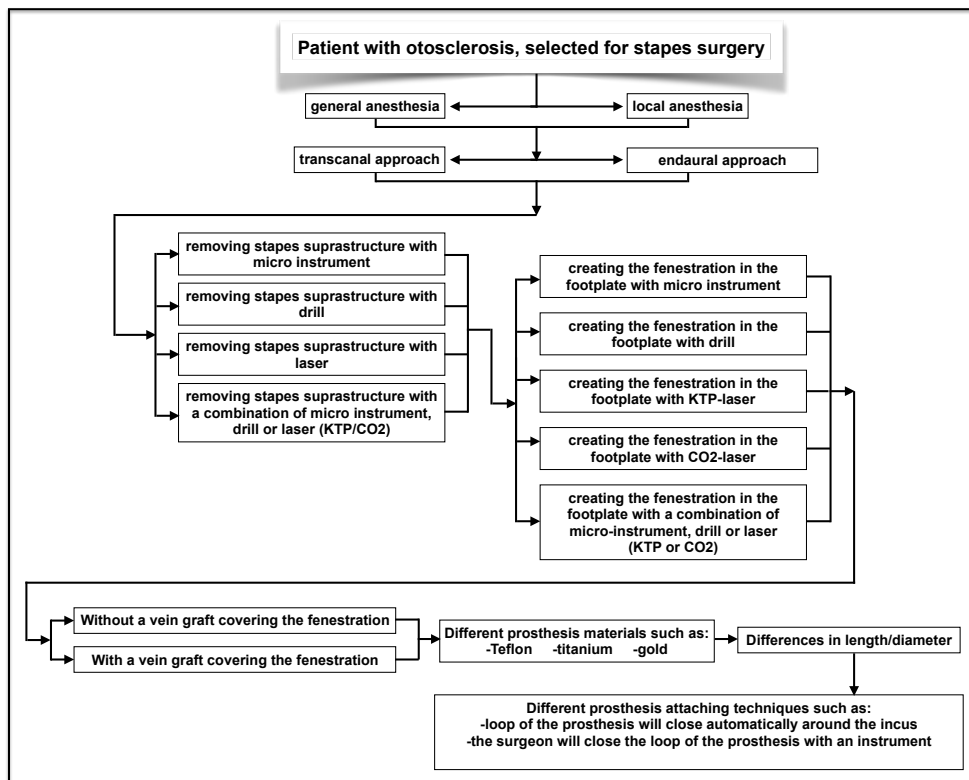 Patient with otosclerosis, selected for stapes surgery
general anesthesia
local anesthesia
transcanal approach
endaural approach
removing stapes suprastructure with
micro instrument
removing stapes suprastructure with
drill
removing stapes suprastructure with
laser
removing stapes suprastructure with
a combination of micro instrument,
drill or laser (KTP/CO2)
creating the fenestration in the
footplate with micro instrument
creating the fenestration in the
footplate with drill
creating the fenestration in the
footplate with KTP-laser
creating the fenestration in the
footplate with CO2-laser
creating the fenestration in the
footplate with a combination of
micro-instrument, drill or laser
(KTP or CO2)
Without a vein graft covering the fenestration
With a vein graft covering the fenestration
Different prosthesis materials such as:
-Teflon -titanium -gold
Differences in length/diameter
Different prosthesis attaching techniques such as:
-loop of the prosthesis will close automatically around the incus
-the surgeon will close the loop of the prosthesis with an instrument